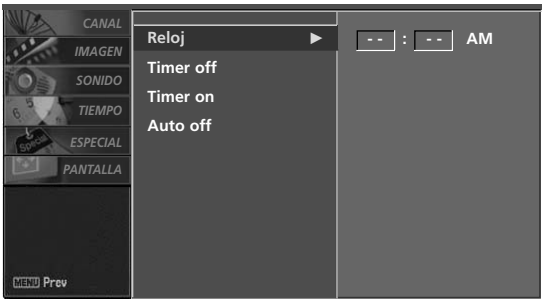 CANAL
IMAGEN
SONIDO
TIEMPO
ESPECIAL
PANTALLA
MENU Prev
Reloj ▶
Timer off
Timer on
Auto off
-- : -- AM